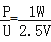 P/U = 1W/2.5V